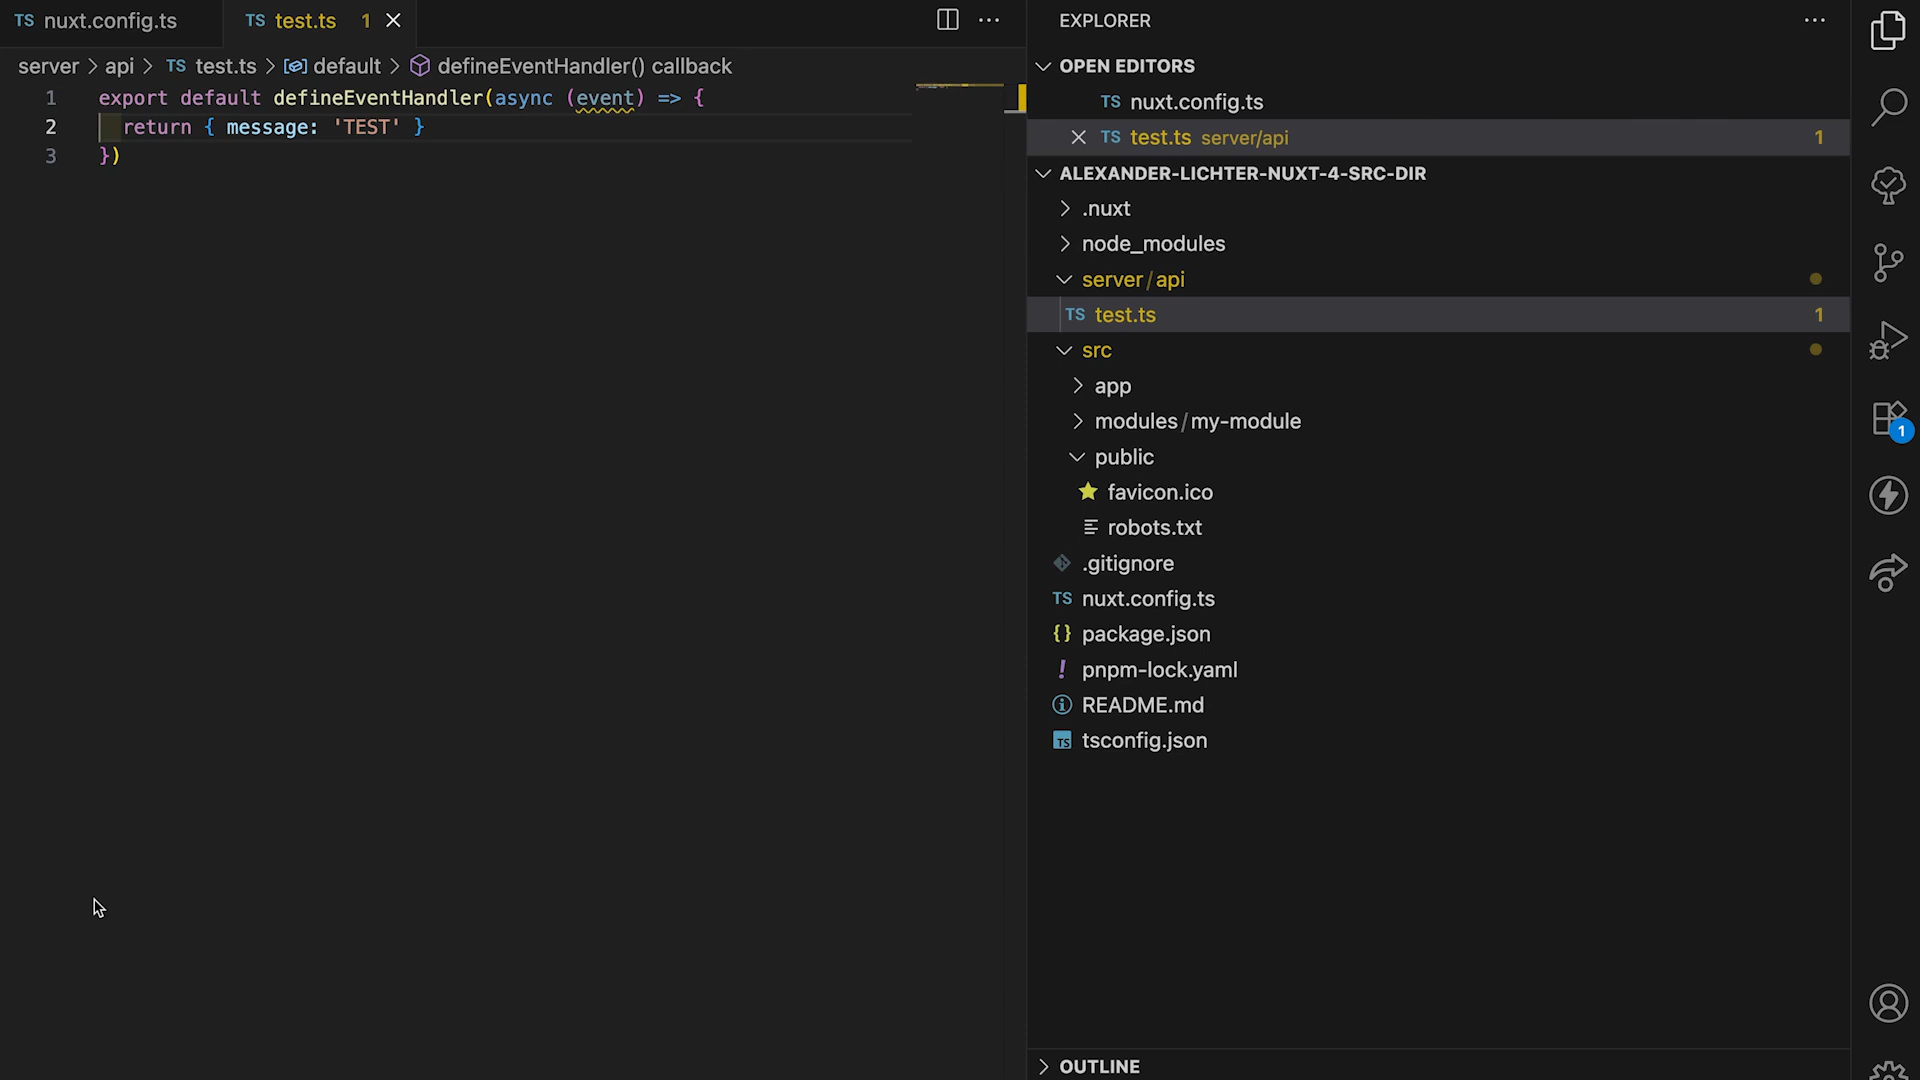 TS nuxt.config.ts
TS test.ts 1
server > api > TS test.ts > default > defineEventHandler() callback
1 export default defineEventHandler(async (event) => {
2 return { message: 'TEST' }
3 })
EXPLORER
OPEN EDITORS
TS nuxt.config.ts
TS test.ts server/api 1
ALEXANDER-LICHTER-NUXT-4-SRC-DIR
.nuxt
node_modules
server/api
TS test.ts 1
src
app
modules/my-module
public
favicon.ico
robots.txt
.gitignore
TS nuxt.config.ts
{} package.json
! pnpm-lock.yaml
README.md
TS tsconfig.json
OUTLINE
1